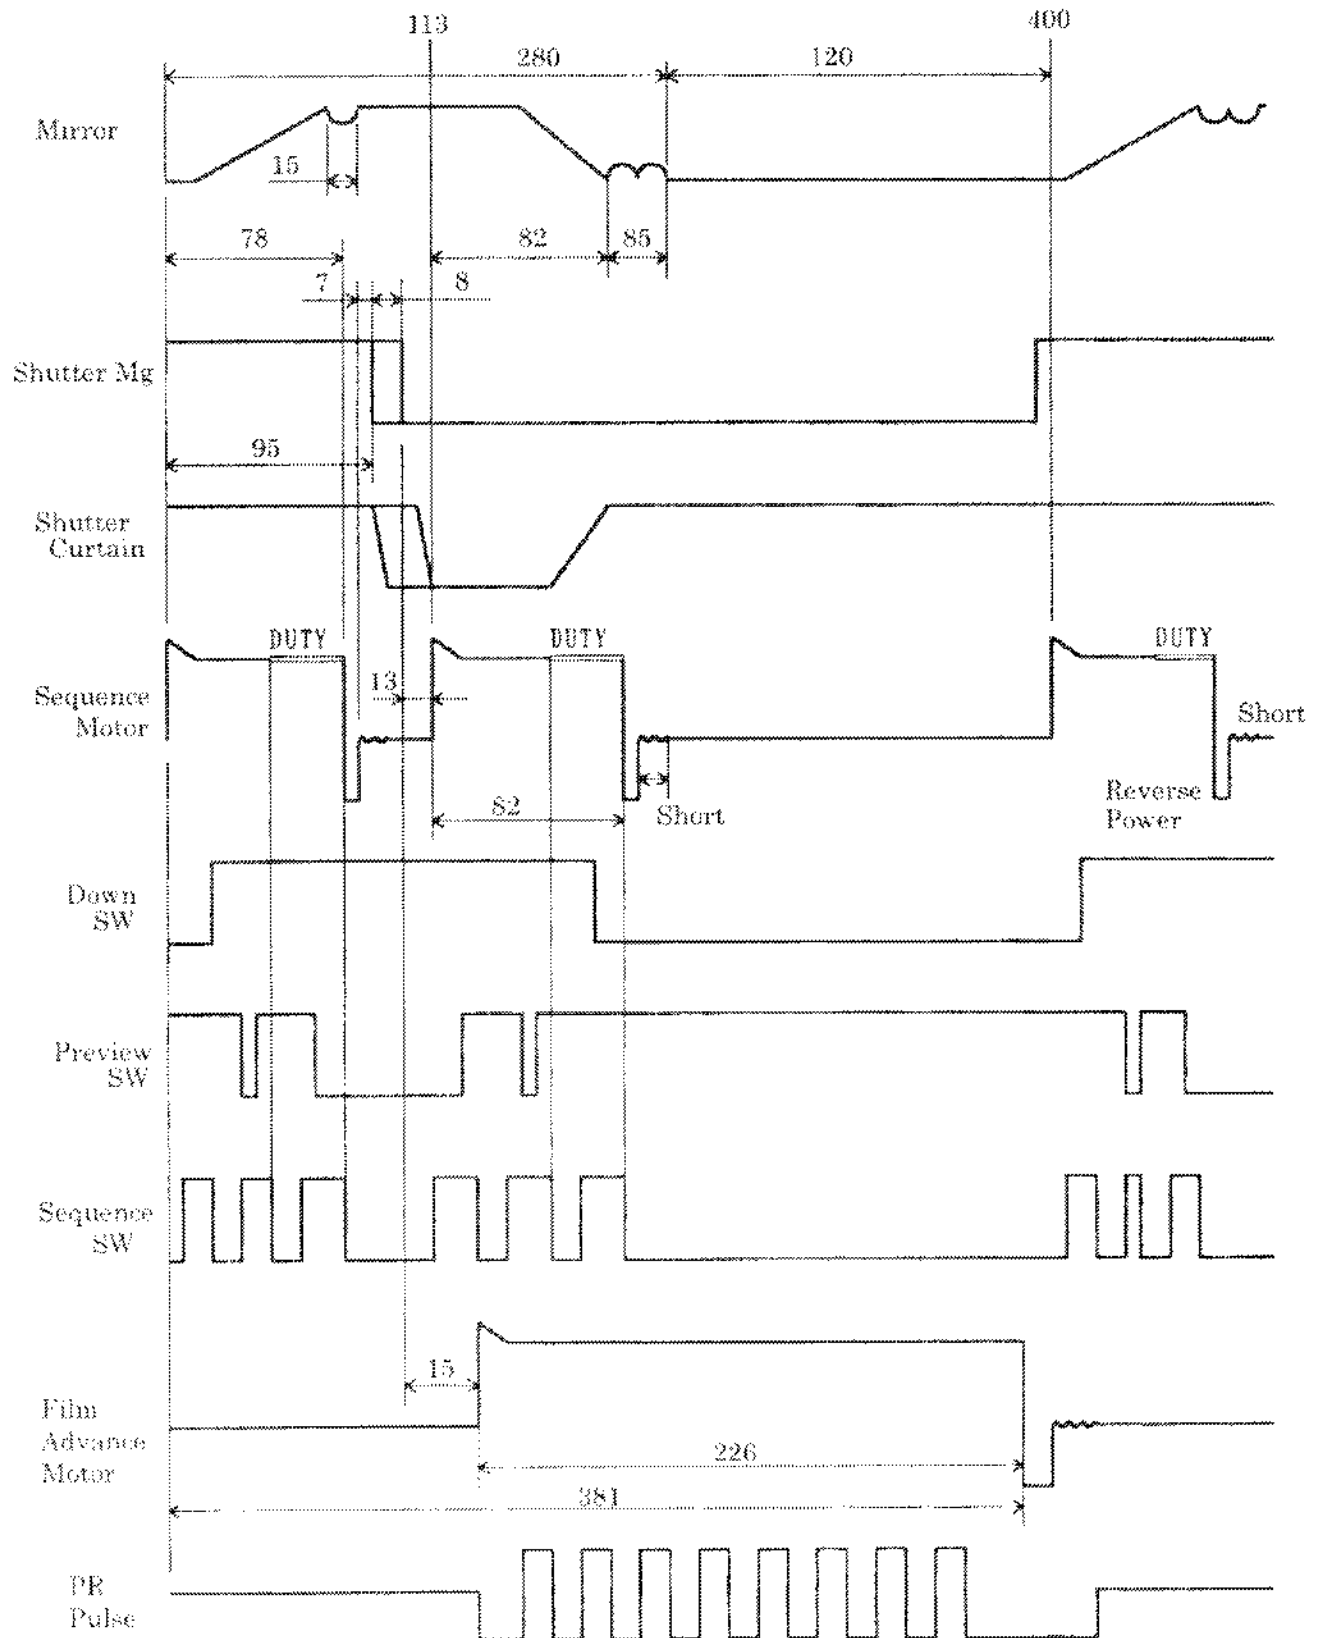 113
400
280
120
Mirror
15
78
82
85
7
8
Shutter Mg
95
Shutter
Curtain
DUTY
DUTY
DUTY
13
Sequence
Motor
Short
Reverse
Power
82
Short
Down
SW
Preview
SW
Sequence
SW
15
Film
Advance
Motor
226
381
PR
Pulse